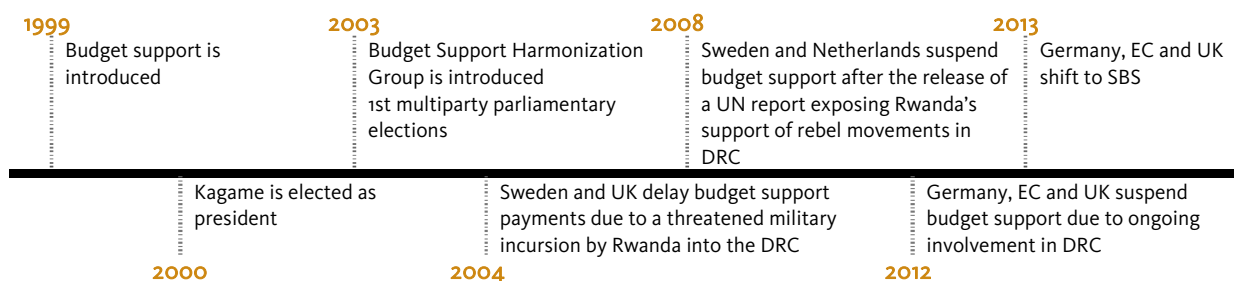 1999
Budget support is
introduced
2003
Budget Support Harmonization
Group is introduced
1st multiparty parliamentary
elections
2008
Sweden and Netherlands suspend
budget support after the release of
a UN report exposing Rwanda’s
support of rebel movements in
DRC
2013
Germany, EC and UK
shift to SBS
Kagame is elected as
president
2000
Sweden and UK delay budget support
payments due to a threatened military
incursion by Rwanda into the DRC
2004
Germany, EC and UK suspend
budget support due to ongoing
involvement in DRC
2012